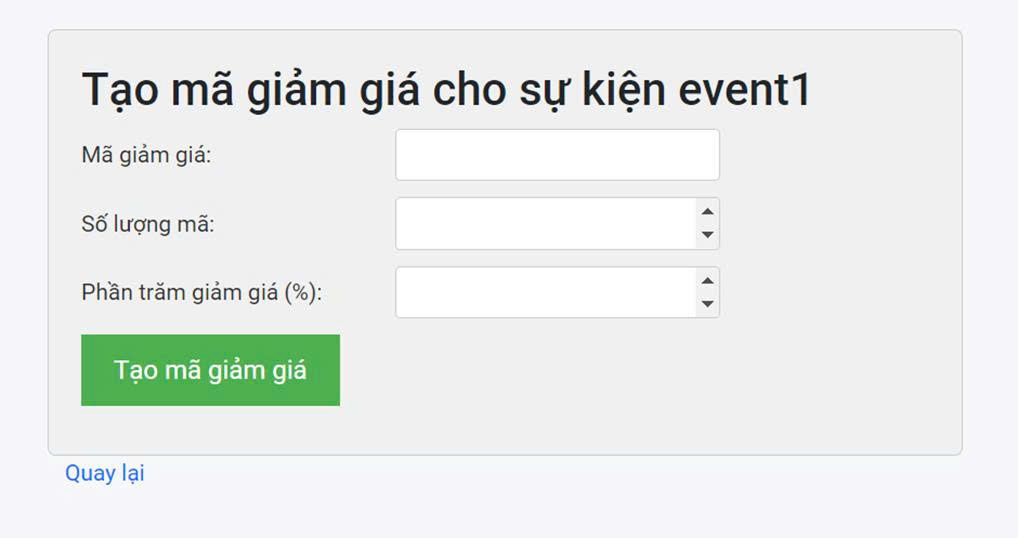 Tạo mã giảm giá cho sự kiện event1
Mã giảm giá:
Số lượng mã:
Phần trăm giảm giá (%):
Tạo mã giảm giá
Quay lại